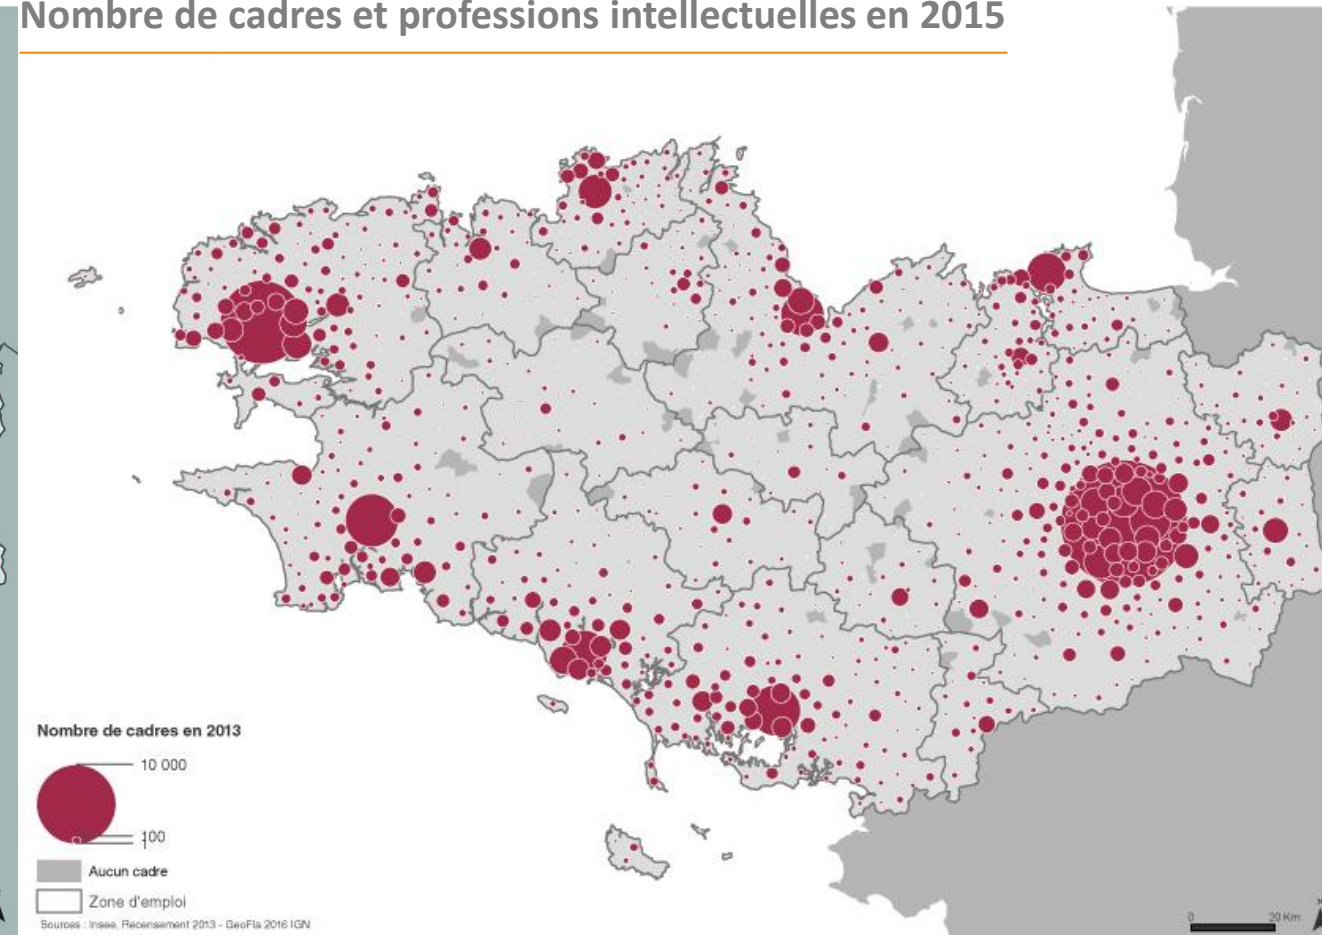 Nombre de cadres et professions intellectuelles en 2015
Nombre de cadres en 2013
10 000
100
1
Aucun cadre
Zone d'emploi
Sources : Insee, Recensement 2013 - GeoFla 2016 IGN
0 20 Km